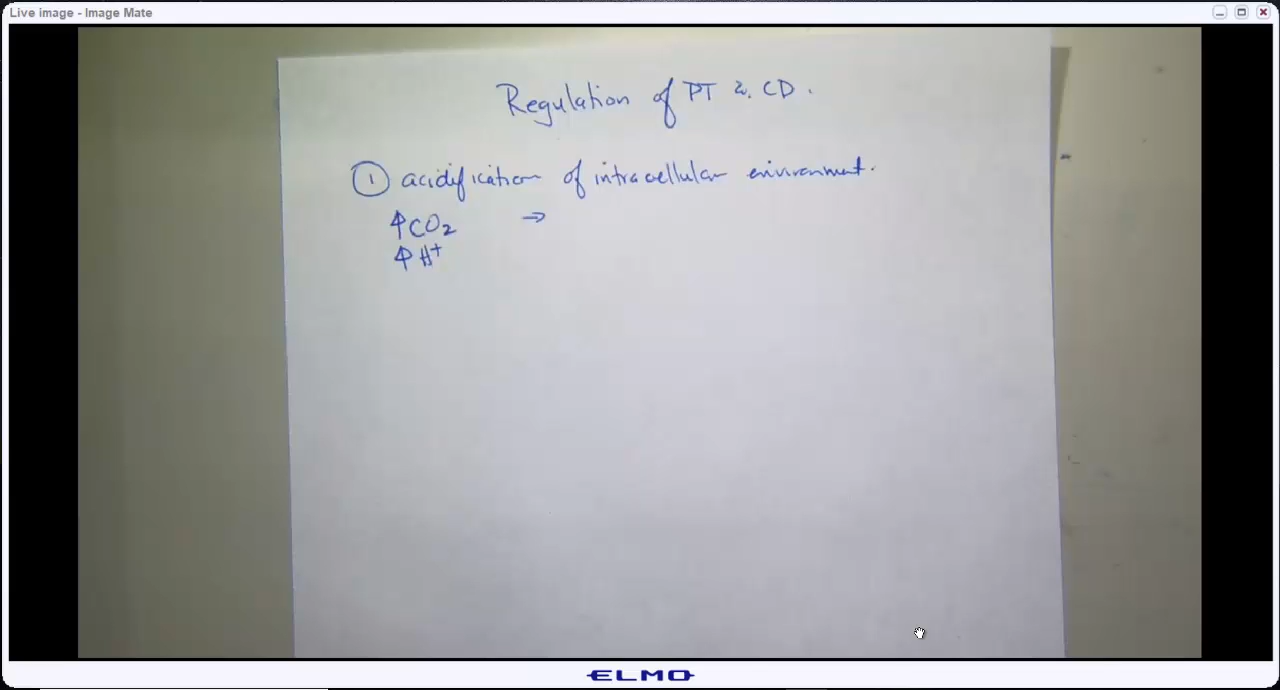 Live image - Image Mate
Regulation of PT & CD.
① acidification of intracellular environment.
↑CO₂ →
↑H⁺
ELMO